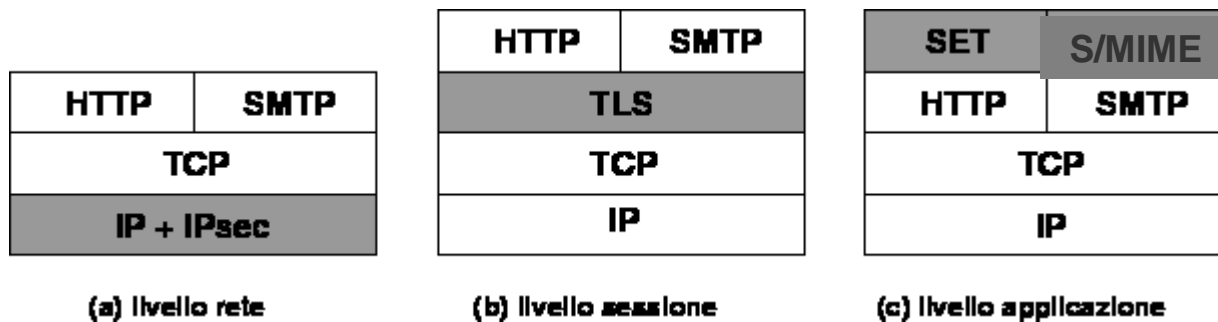 HTTP SMTP
TCP
IP + IPsec
(a) livello rete
HTTP SMTP
TLS
TCP
IP
(b) livello sessione
SET S/MIME
HTTP SMTP
TCP
IP
(c) livello applicazione